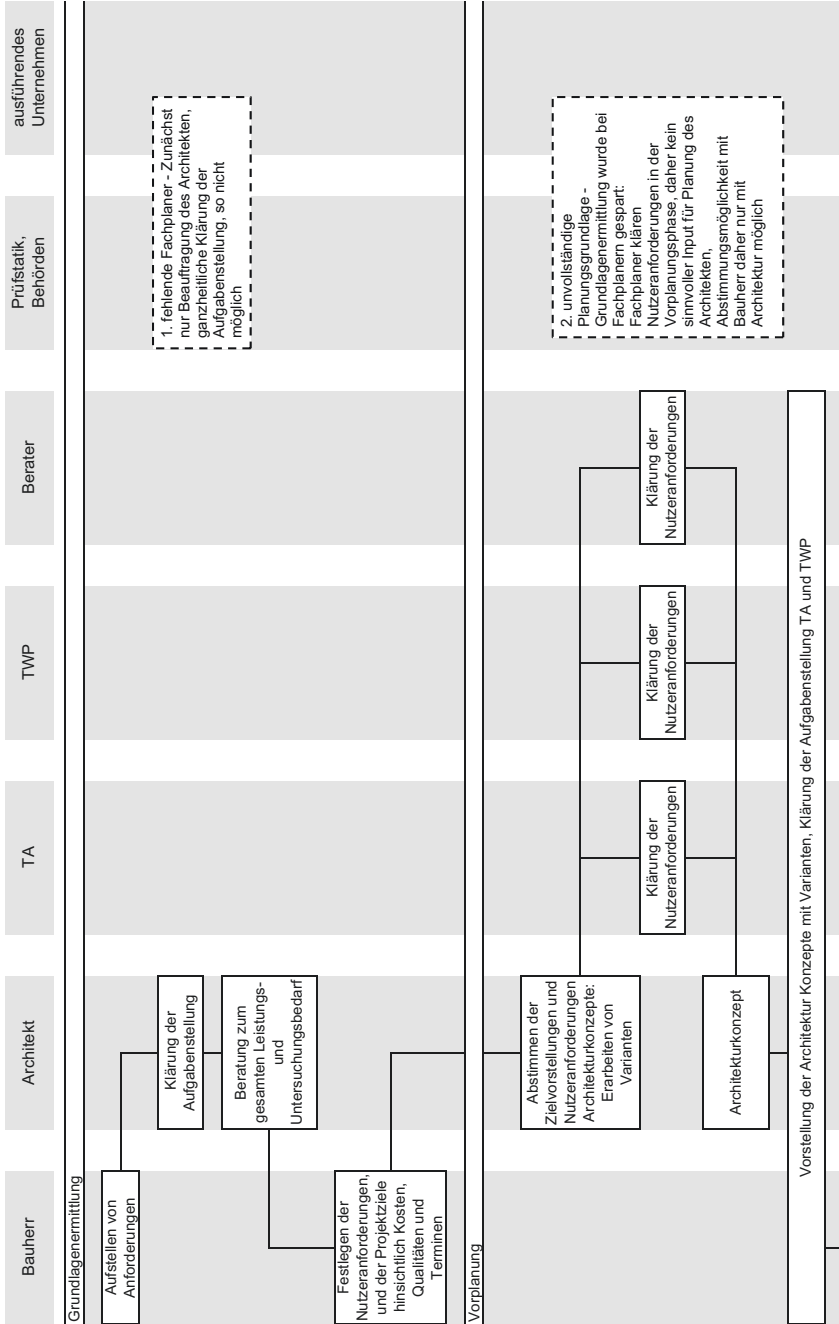 Bauherr
Architekt
TA
TWP
Berater
Prüfstatik,
Behörden
ausführendes
Unternehmen
Grundlagenermittlung
Aufstellen von
Anforderungen
Klärung der
Aufgabenstellung
1. fehlende Fachplaner - Zunächst
nur Beauftragung des Architekten,
ganzheitliche Klärung der
Aufgabenstellung, so nicht
möglich
Beratung zum
gesamten Leistungs-
und
Untersuchungsbedarf
Festlegen der
Nutzeranforderungen,
und der Projektziele
hinsichtlich Kosten,
Qualitäten und
Terminen
Vorplanung
Abstimmen der
Zielvorstellungen und
Nutzeranforderungen
Architekturkonzepte:
Erarbeiten von
Varianten
2. unvollständige
Planungsgrundlage -
Grundlagenermittlung wurde bei
Fachplanern gespart:
Fachplaner klären
Nutzeranforderungen in der
Vorplanungsphase, daher kein
sinnvoller Input für Planung des
Architekten,
Abstimmungsmöglichkeit mit
Bauherr daher nur mit
Architektur möglich
Klärung der
Nutzeranforderungen
Klärung der
Nutzeranforderungen
Klärung der
Nutzeranforderungen
Architekturkonzept
Vorstellung der Architektur Konzepte mit Varianten, Klärung der Aufgabenstellung TA und TWP